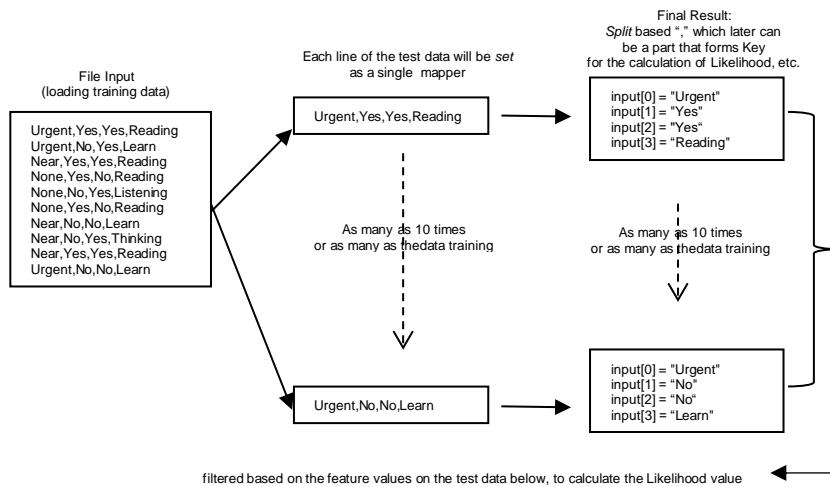 File Input
(loading training data)
Urgent,Yes,Yes,Reading
Urgent,No,Yes,Learn
Near,Yes,Yes,Reading
None,Yes,No,Reading
None,No,Yes,Listening
None,Yes,No,Reading
Near,No,No,Learn
Near,No,Yes,Thinking
Near,Yes,Yes,Reading
Urgent,No,No,Learn
Each line of the test data will be set
as a single mapper
Urgent,Yes,Yes,Reading
As many as 10 times
or as many as thedata training
Urgent,No,No,Learn
Final Result:
Split based “,” which later can
be a part that forms Key
for the calculation of Likelihood, etc.
input[0] = "Urgent"
input[1] = "Yes"
input[2] = "Yes“
input[3] = “Reading”
As many as 10 times
or as many as thedata training
input[0] = "Urgent"
input[1] = “No”
input[2] = “No“
input[3] = “Learn”
filtered based on the feature values on the test data below, to calculate the Likelihood value